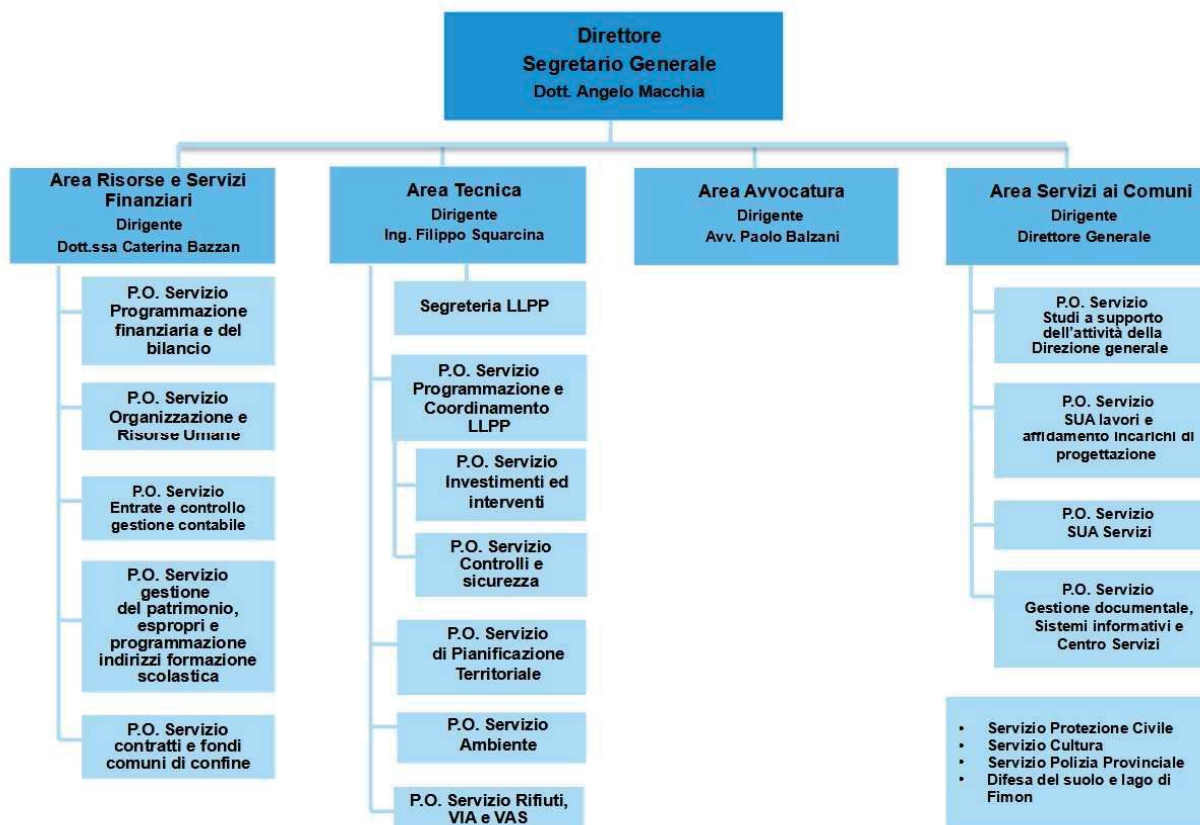 Direttore
Segretario Generale
Dott. Angelo Macchia
Area Risorse e Servizi
Finanziari
Dirigente
Dott.ssa Caterina Bazzan
P.O. Servizio
Programmazione
finanziaria e del
bilancio
P.O. Servizio
Organizzazione e
Risorse Umane
P.O. Servizio
Entrate e controllo
gestione contabile
P.O. Servizio
gestione
del patrimonio,
espropri e
programmazione
indirizzi formazione
scolastica
P.O. Servizio
contratti e fondi
comuni di confine
Area Tecnica
Dirigente
Ing. Filippo Squarcina
Segreteria LLPP
P.O. Servizio
Programmazione e
Coordinamento
LLPP
P.O. Servizio
Investimenti ed
interventi
P.O. Servizio
Controlli e
sicurezza
P.O. Servizio
di Pianificazione
Territoriale
P.O. Servizio
Ambiente
P.O. Servizio Rifiuti,
VIA e VAS
Area Avvocatura
Dirigente
Avv. Paolo Balzani
Area Servizi ai Comuni
Dirigente
Direttore Generale
P.O. Servizio
Studi a supporto
dell'attività della
Direzione generale
P.O. Servizio
SUA lavori e
affidamento incarichi di
progettazione
P.O. Servizio
SUA Servizi
P.O. Servizio
Gestione documentale,
Sistemi informativi e
Centro Servizi
• Servizio Protezione Civile
• Servizio Cultura
• Servizio Polizia Provinciale
• Difesa del suolo e lago di
Fimon